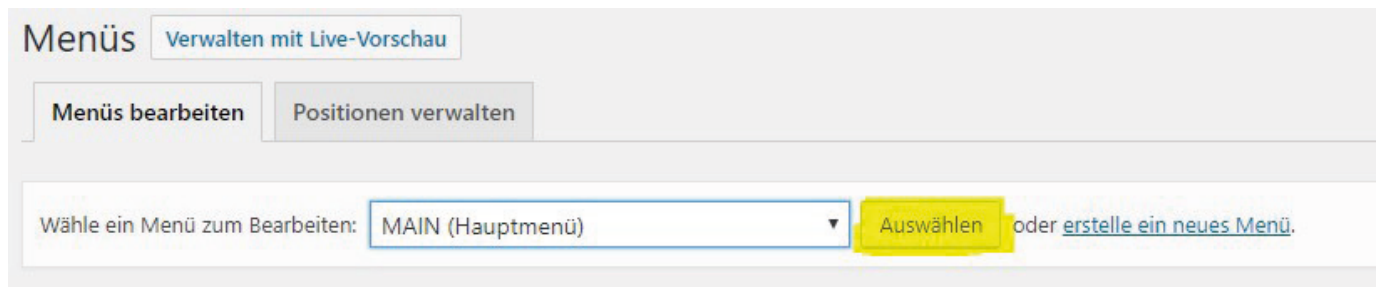 Menüs Verwalten mit Live-Vorschau
Menüs bearbeiten Positionen verwalten
Wähle ein Menü zum Bearbeiten: MAIN (Hauptmenü) Auswählen oder erstelle ein neues Menü.